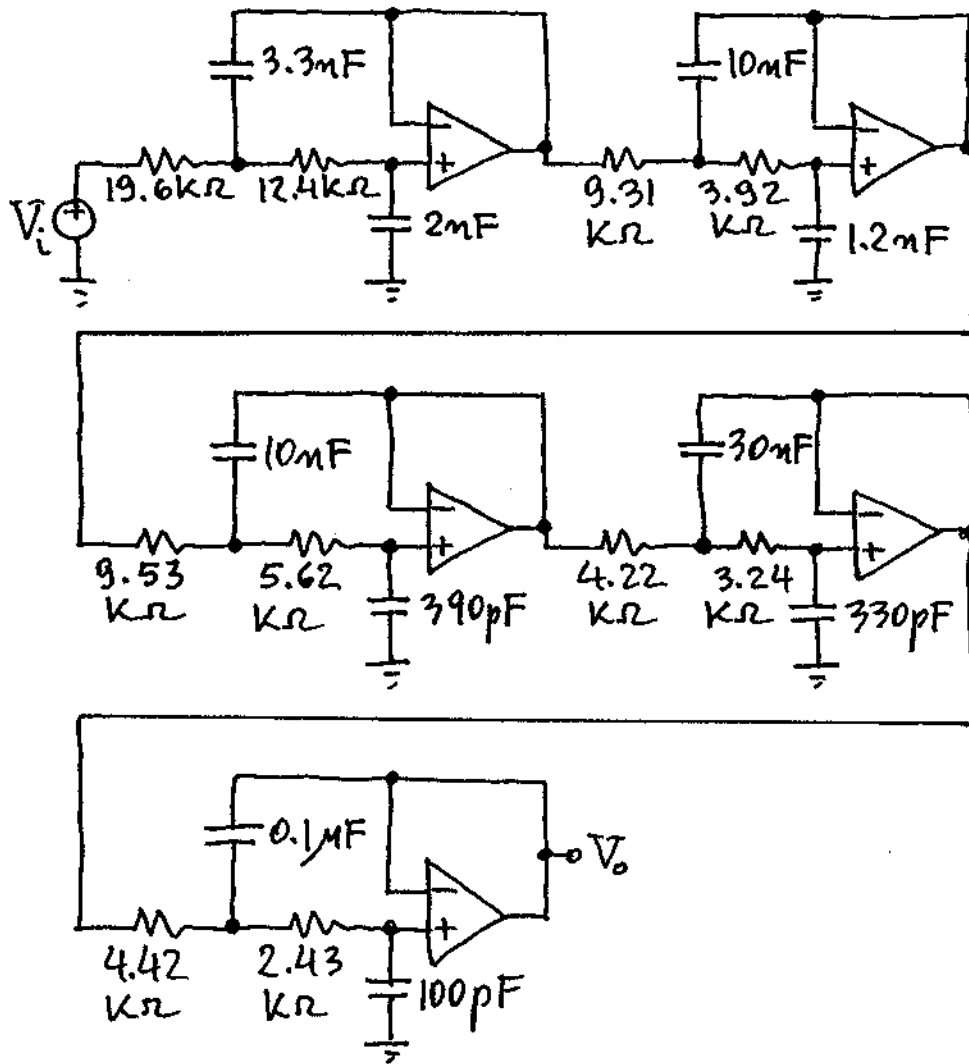 3.3nF
10nF
19.6KΩ
12.4KΩ
2nF
9.31
KΩ
3.92
KΩ
1.2nF
Vi
10nF
30nF
9.53
KΩ
5.62
KΩ
390pF
4.22
KΩ
3.24
KΩ
330pF
0.1μF
Vo
4.42
KΩ
2.43
KΩ
100pF